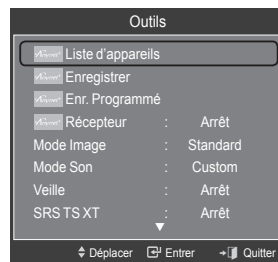 Outils
Liste d'appareils
Enregistrer
Enr. Programmé
Récepteur : Arrêt
Mode Image : Standard
Mode Son : Custom
Veille : Arrêt
SRS TS XT : Arrêt
Déplacer Entrer Quitter